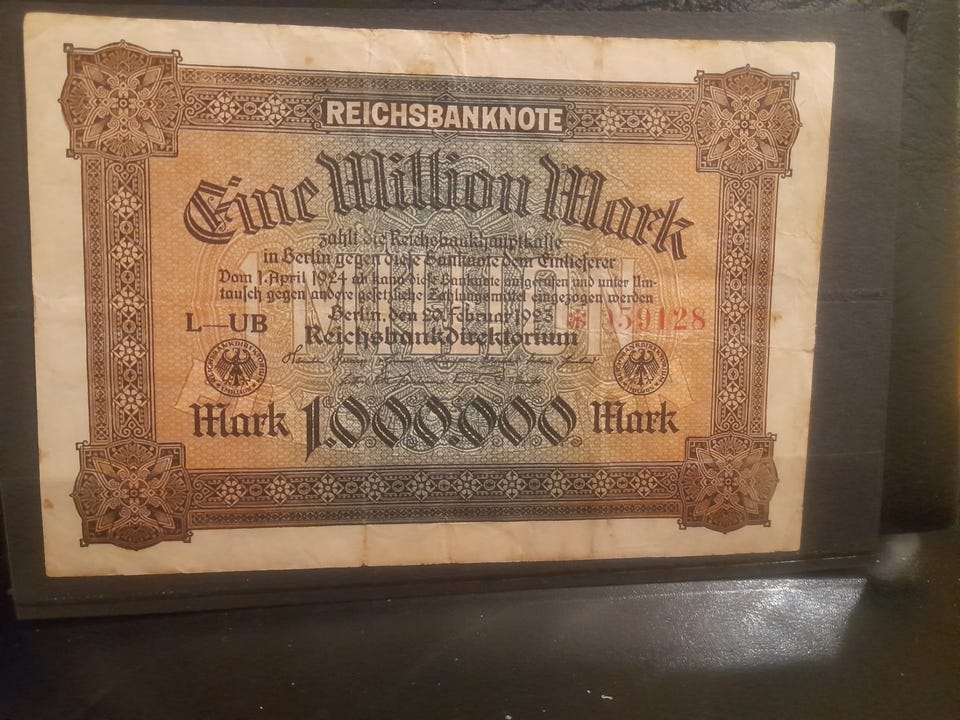 REICHSBANKNOTE
Eine Million Mark
zahlt die Reichsbankhauptkasse
in Berlin gegen diese Banknote dem Einlieferer
Vom 1. April 1924 ab kann diese Banknote aufgerufen und unter Um-
tausch gegen andere gesetzliche Zahlungsmittel eingezogen werden
Berlin, den 20. Februar 1923
L—UB
* 059128
Reichsbankdirektorium
1 MILLION
Mark 1.000.000 Mark